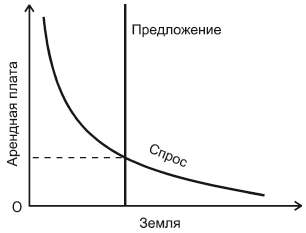 Предложение
Арендная плата
Спрос
O
Земля